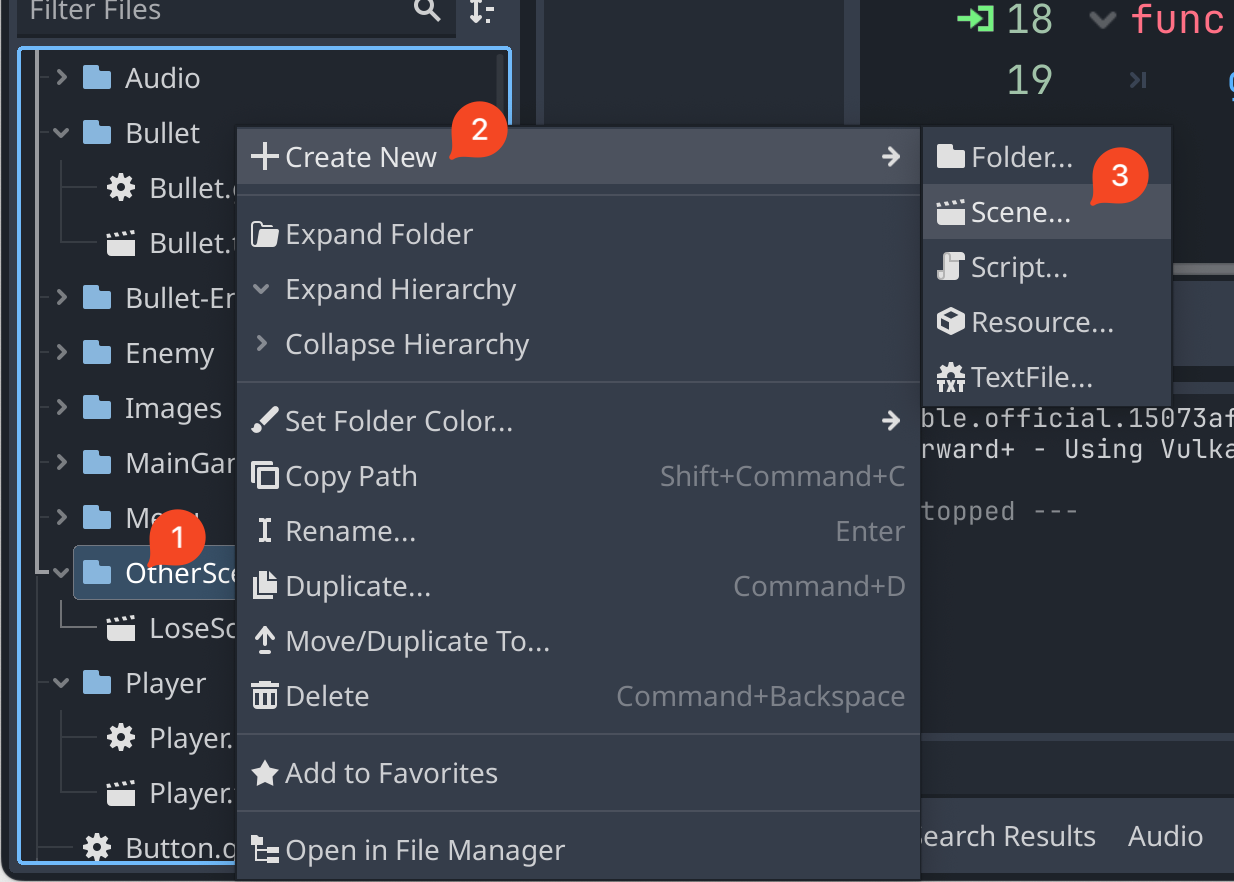 Filter Files
Audio
Bullet
Bullet.
Bullet.
Bullet-Er
Enemy
Images
MainGar
OtherSce
LoseSc
Player
Player.
Player.
Button.g
1
2
3
Create New
Expand Folder
Expand Hierarchy
Collapse Hierarchy
Set Folder Color...
Copy Path Shift+Command+C
Rename... Enter
Duplicate... Command+D
Move/Duplicate To...
Delete Command+Backspace
Add to Favorites
Open in File Manager
Folder...
Scene...
Script...
Resource...
TextFile...
TXT
18 func
19
ble.official.15073af
rward+ - Using Vulka
topped ---
earch Results Audio